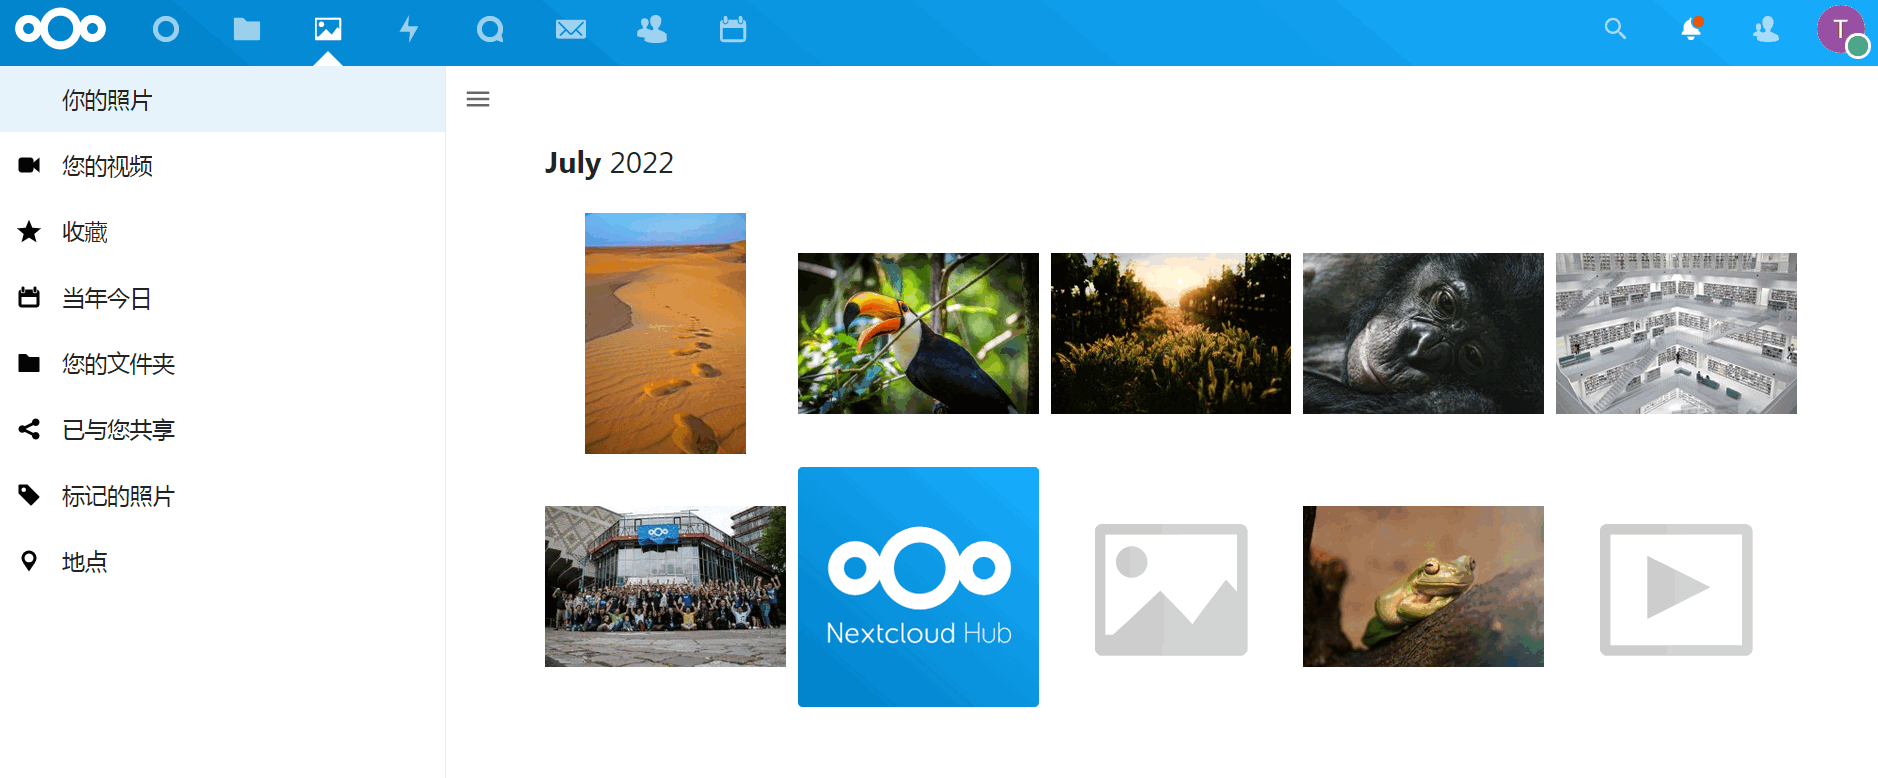 T
你的照片
您的视频
收藏
当年今日
您的文件夹
已与您共享
标记的照片
地点
July 2022
Nextcloud Hub